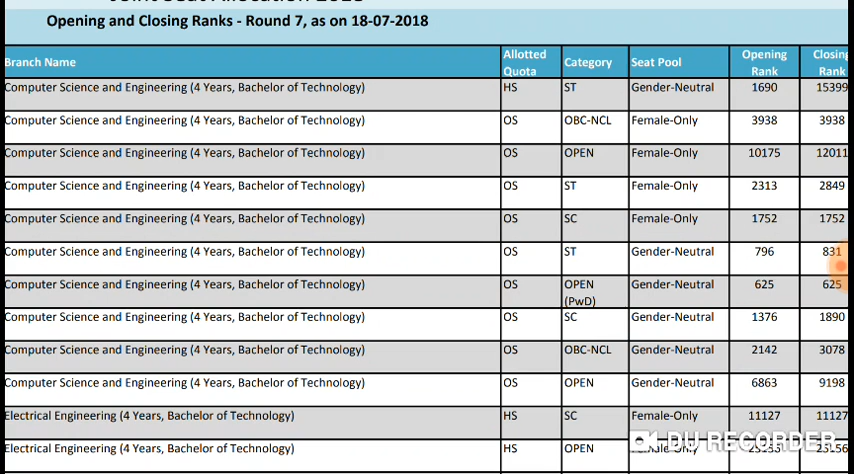 Opening and Closing Ranks - Round 7, as on 18-07-2018
Branch Name Allotted Quota Category Seat Pool Opening Rank Closing Rank
Computer Science and Engineering (4 Years, Bachelor of Technology) HS ST Gender-Neutral 1690 15399
Computer Science and Engineering (4 Years, Bachelor of Technology) OS OBC-NCL Female-Only 3938 3938
Computer Science and Engineering (4 Years, Bachelor of Technology) OS OPEN Female-Only 10175 12011
Computer Science and Engineering (4 Years, Bachelor of Technology) OS ST Female-Only 2313 2849
Computer Science and Engineering (4 Years, Bachelor of Technology) OS SC Female-Only 1752 1752
Computer Science and Engineering (4 Years, Bachelor of Technology) OS ST Gender-Neutral 796 831
Computer Science and Engineering (4 Years, Bachelor of Technology) OS OPEN (PwD) Gender-Neutral 625 625
Computer Science and Engineering (4 Years, Bachelor of Technology) OS SC Gender-Neutral 1376 1890
Computer Science and Engineering (4 Years, Bachelor of Technology) OS OBC-NCL Gender-Neutral 2142 3078
Computer Science and Engineering (4 Years, Bachelor of Technology) OS OPEN Gender-Neutral 6863 9198
Electrical Engineering (4 Years, Bachelor of Technology) HS SC Female-Only 11127 11127
Electrical Engineering (4 Years, Bachelor of Technology) HS OPEN Female-Only
DU RECORDER